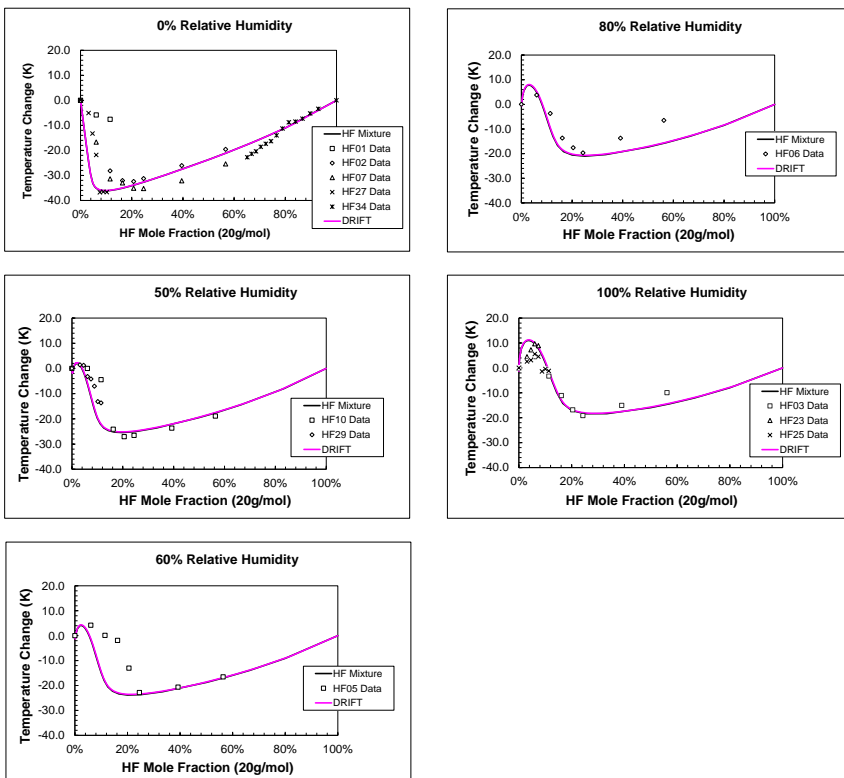 0% Relative Humidity
Temperature Change (K)
20.0
10.0
0.0
-10.0
-20.0
-30.0
-40.0
0% 20% 40% 60% 80%
HF Mole Fraction (20g/mol)
HF Mixture
HF01 Data
HF02 Data
HF07 Data
HF27 Data
HF34 Data
DRIFT
80% Relative Humidity
Temperature Change (K)
20.0
10.0
0.0
-10.0
-20.0
-30.0
-40.0
0% 20% 40% 60% 80% 100%
HF Mole Fraction (20g/mol)
HF Mixture
HF06 Data
DRIFT
50% Relative Humidity
Temperature Change (K)
20.0
10.0
0.0
-10.0
-20.0
-30.0
-40.0
0% 20% 40% 60% 80% 100%
HF Mole Fraction (20g/mol)
HF Mixture
HF10 Data
HF29 Data
DRIFT
100% Relative Humidity
Temperature Change (K)
20.0
10.0
0.0
-10.0
-20.0
-30.0
-40.0
0% 20% 40% 60% 80% 100%
HF Mole Fraction (20g/mol)
HF Mixture
HF03 Data
HF23 Data
HF25 Data
DRIFT
60% Relative Humidity
Temperature Change (K)
20.0
10.0
0.0
-10.0
-20.0
-30.0
-40.0
0% 20% 40% 60% 80% 100%
HF Mole Fraction (20g/mol)
HF Mixture
HF05 Data
DRIFT